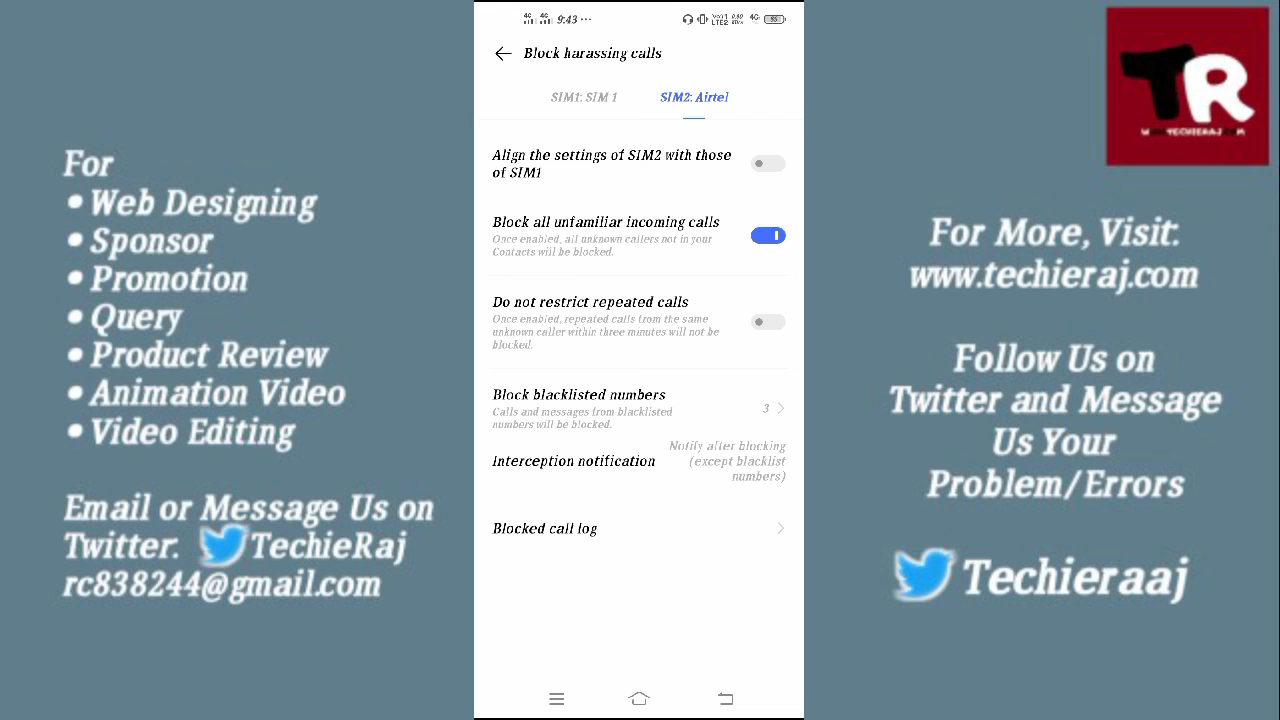 For
• Web Designing
• Sponsor
• Promotion
• Query
• Product Review
• Animation Video
• Video Editing
Email or Message Us on
Twitter. TechieRaj
rc838244@gmail.com
4G 4G 9:43 ···
4G 85
Block harassing calls
SIM1: SIM 1 SIM2: Airtel
Align the settings of SIM2 with those
of SIM1
Block all unfamiliar incoming calls
Once enabled, all unknown callers not in your
Contacts will be blocked.
Do not restrict repeated calls
Once enabled, repeated calls from the same
unknown caller within three minutes will not be
blocked.
Block blacklisted numbers
Calls and messages from blacklisted
numbers will be blocked.
3
Interception notification
Notify after blocking
(except blacklist
numbers)
Blocked call log
TR
For More, Visit:
www.techieraj.com
Follow Us on
Twitter and Message
Us Your
Problem/Errors
Techieraaj